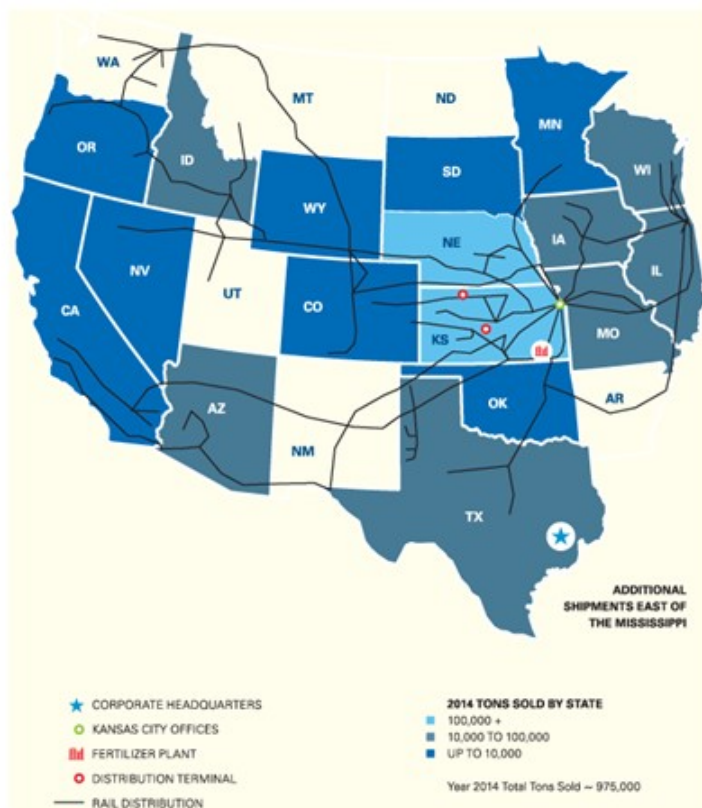 WA
MT
ND
MN
OR
ID
SD
WI
WY
NE
IA
NV
UT
CO
IL
CA
KS
MO
AZ
NM
OK
AR
TX
ADDITIONAL
SHIPMENTS EAST OF
THE MISSISSIPPI
CORPORATE HEADQUARTERS
KANSAS CITY OFFICES
FERTILIZER PLANT
DISTRIBUTION TERMINAL
RAIL DISTRIBUTION
2014 TONS SOLD BY STATE
100,000 +
10,000 TO 100,000
UP TO 10,000
Year 2014 Total Tons Sold ~ 975,000